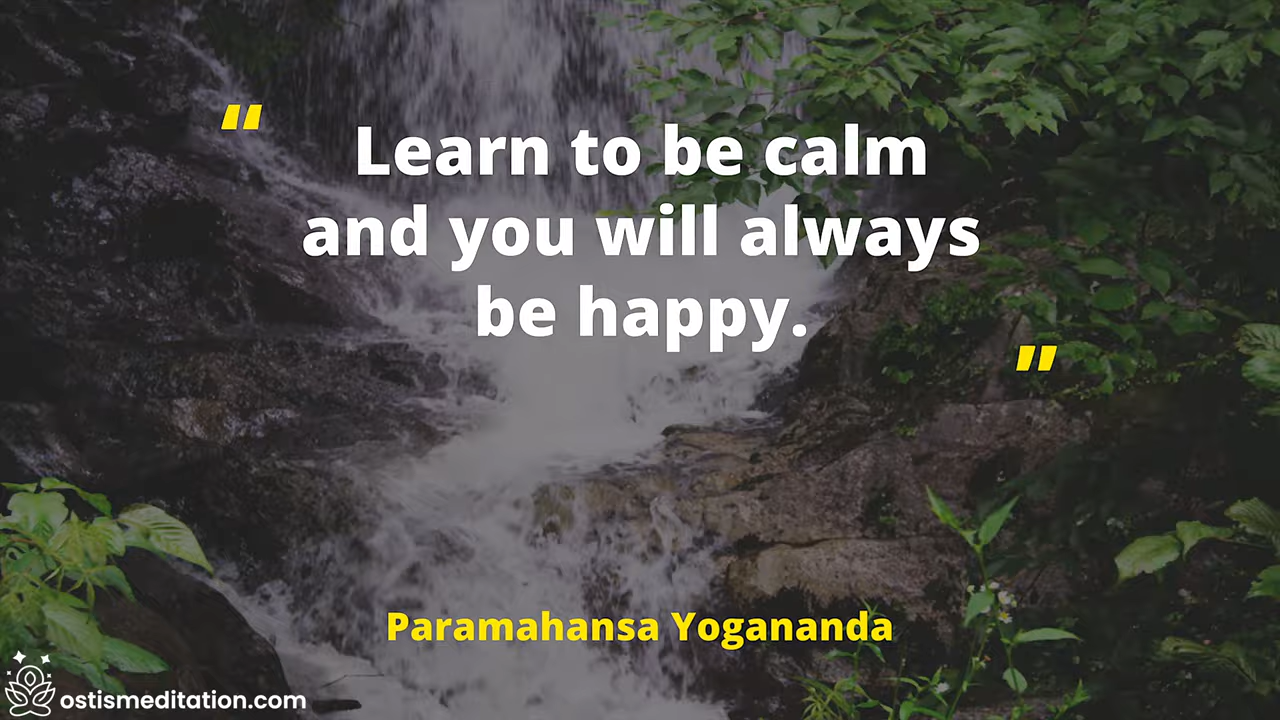 "
Learn to be calm
and you will always
be happy.
"
Paramahansa Yogananda
ostismeditation.com